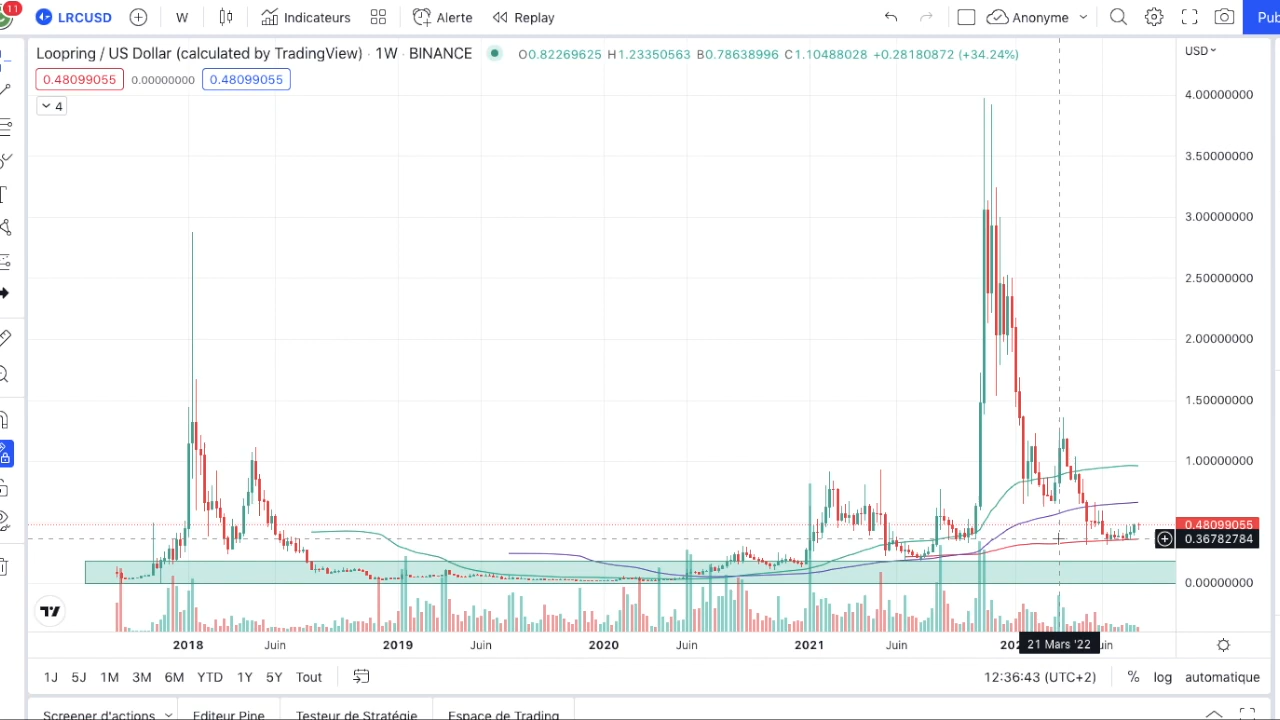 11 LRCUSD W Indicateurs Alerte Replay Anonyme Pub
Loopring / US Dollar (calculated by TradingView) · 1W · BINANCE O0.82269625 H1.23350563 B0.78638996 C1.10488028 +0.28180872 (+34.24%) USD
0.48099055 0.00000000 0.48099055
4
4.00000000
3.50000000
3.00000000
2.50000000
2.00000000
1.50000000
1.00000000
0.48099055
0.36782784
0.00000000
2018 Juin 2019 Juin 2020 Juin 2021 Juin 202 21 Mars '22 uin
1J 5J 1M 3M 6M YTD 1Y 5Y Tout 12:36:43 (UTC+2) % log automatique
Screener d'actions Editeur Pine Testeur de Stratégie Espace de Trading